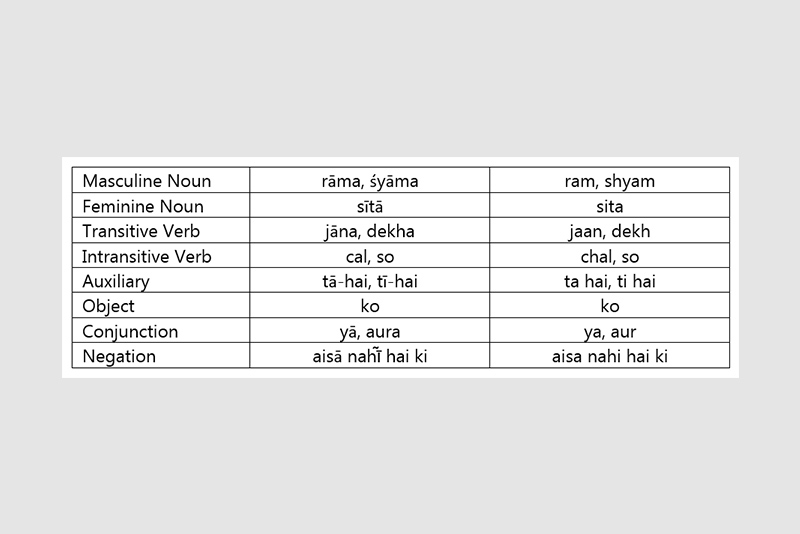 Masculine Noun rāma, śyāma ram, shyam
Feminine Noun sītā sita
Transitive Verb jāna, dekha jaan, dekh
Intransitive Verb cal, so chal, so
Auxiliary tā-hai, tī-hai ta hai, ti hai
Object ko ko
Conjunction yā, aura ya, aur
Negation aisā nahī̃ hai ki aisa nahi hai ki